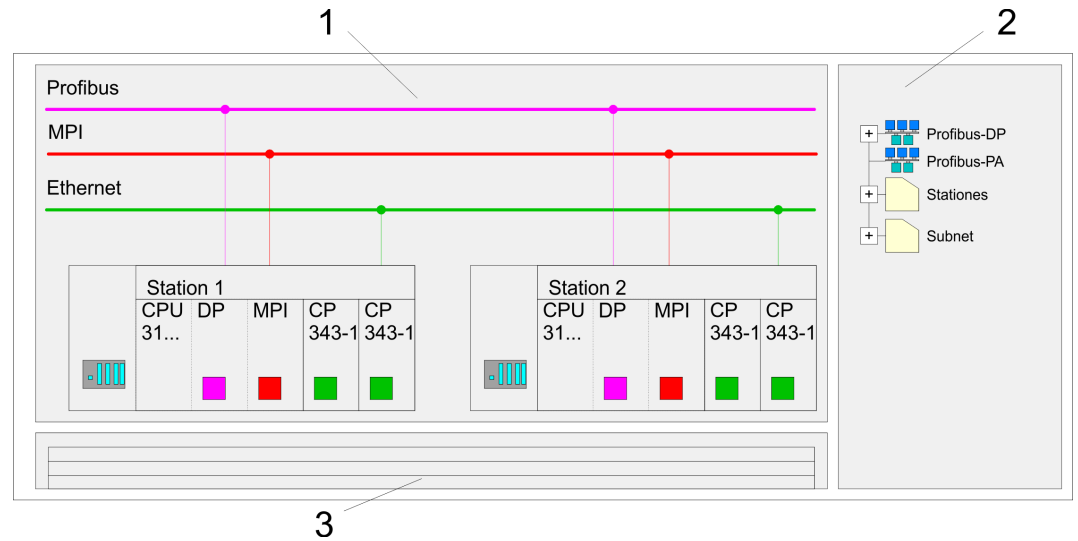 1
2
Profibus
MPI
Ethernet
Profibus-DP
Profibus-PA
Stationes
Subnet
Station 1
CPU 31...
DP
MPI
CP 343-1
CP 343-1
Station 2
CPU 31...
DP
MPI
CP 343-1
CP 343-1
3